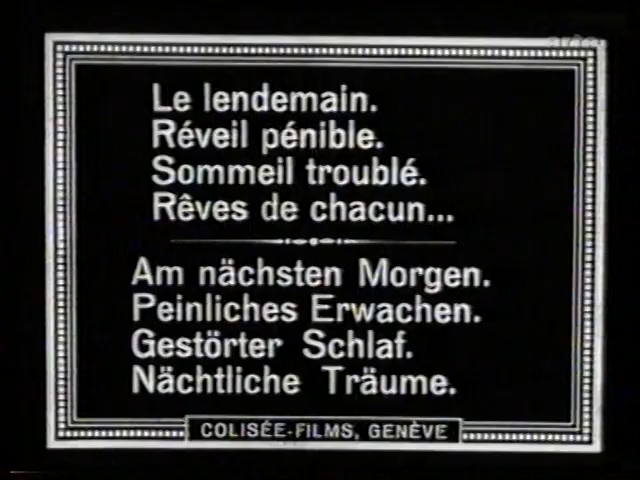 arte
Le lendemain.
Réveil pénible.
Sommeil troublé.
Rêves de chacun...
Am nächsten Morgen.
Peinliches Erwachen.
Gestörter Schlaf.
Nächtliche Träume.
COLISÉE-FILMS, GENÈVE